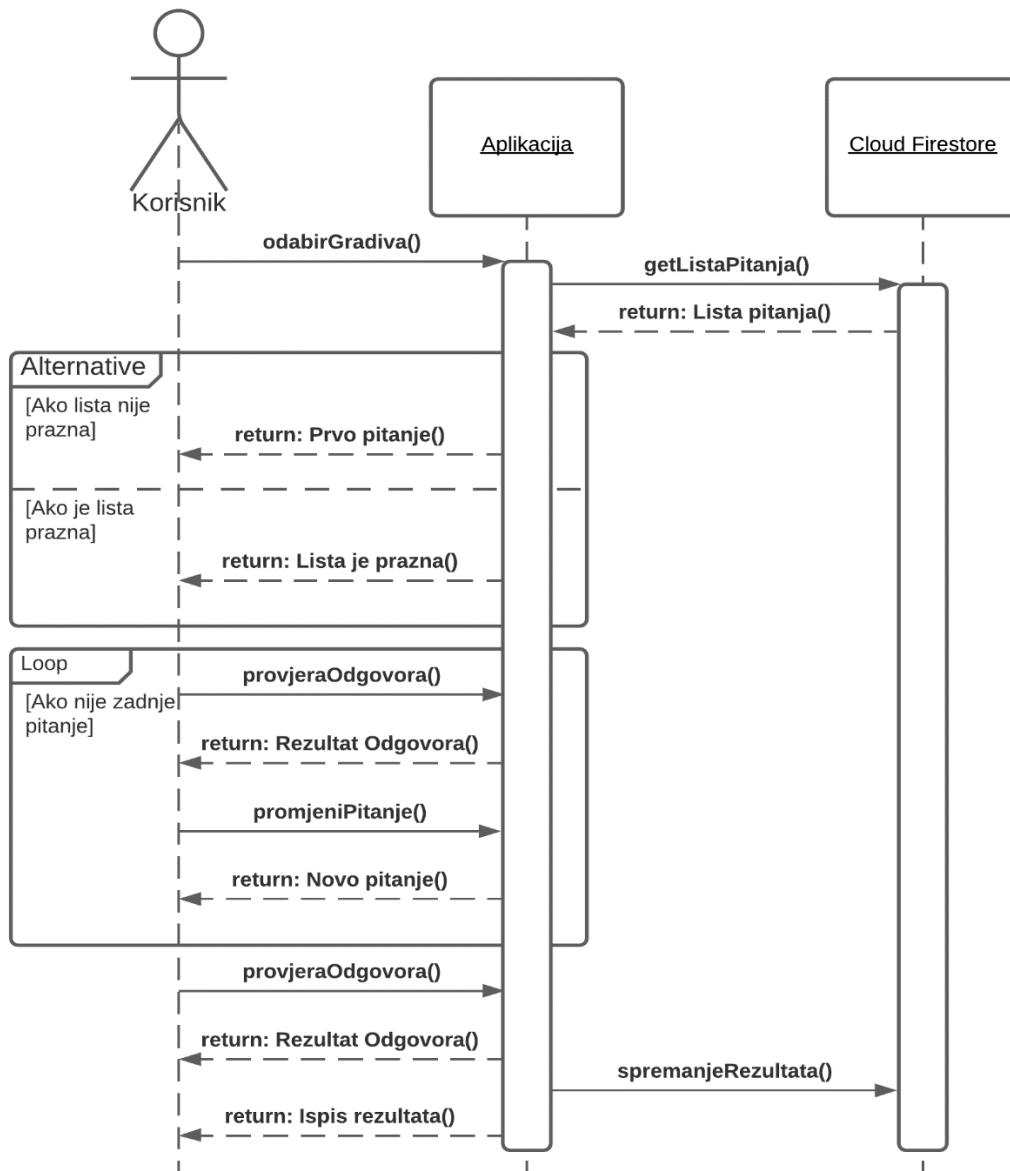 Korisnik
Aplikacija
Cloud Firestore
odabirGradiva()
getListaPitanja()
return: Lista pitanja()
Alternative
[Ako lista nije
prazna]
return: Prvo pitanje()
[Ako je lista
prazna]
return: Lista je prazna()
Loop
[Ako nije zadnje
pitanje]
provjeraOdgovora()
return: Rezultat Odgovora()
promjeniPitanje()
return: Novo pitanje()
provjeraOdgovora()
return: Rezultat Odgovora()
spremanjeRezultata()
return: Ispis rezultata()